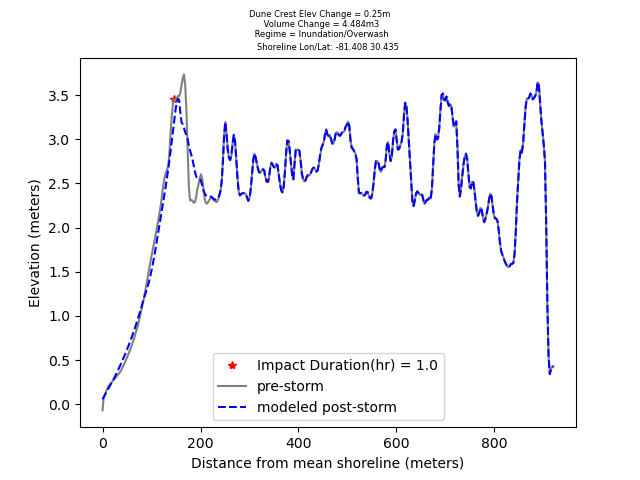 Dune Crest Elev Change = 0.25m
Volume Change = 4.484m3
Regime = Inundation/Overwash
Shoreline Lon/Lat: -81.408 30.435
Elevation (meters)
3.5
3.0
2.5
2.0
1.5
1.0
0.5
0.0
Impact Duration(hr) = 1.0
pre-storm
modeled post-storm
0 200 400 600 800
Distance from mean shoreline (meters)